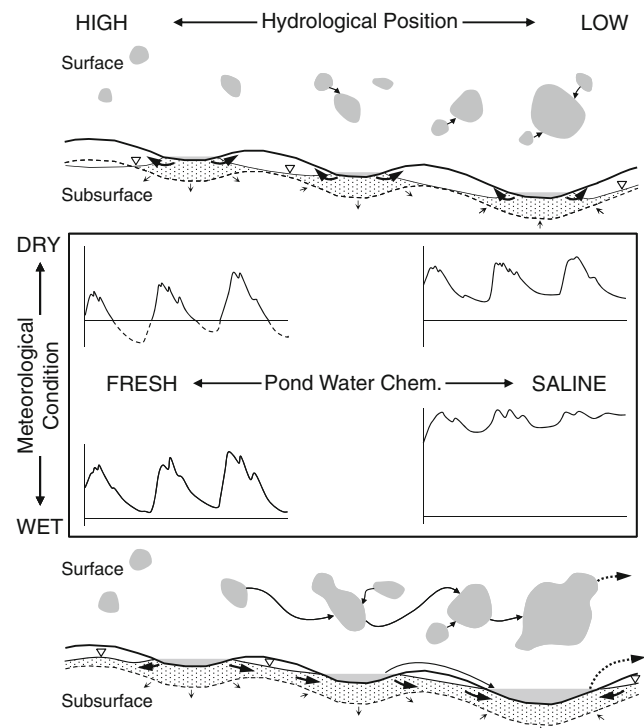 HIGH Hydrological Position LOW
Surface
Subsurface
DRY
Meteorological
Condition
FRESH Pond Water Chem. SALINE
WET
Surface
Subsurface